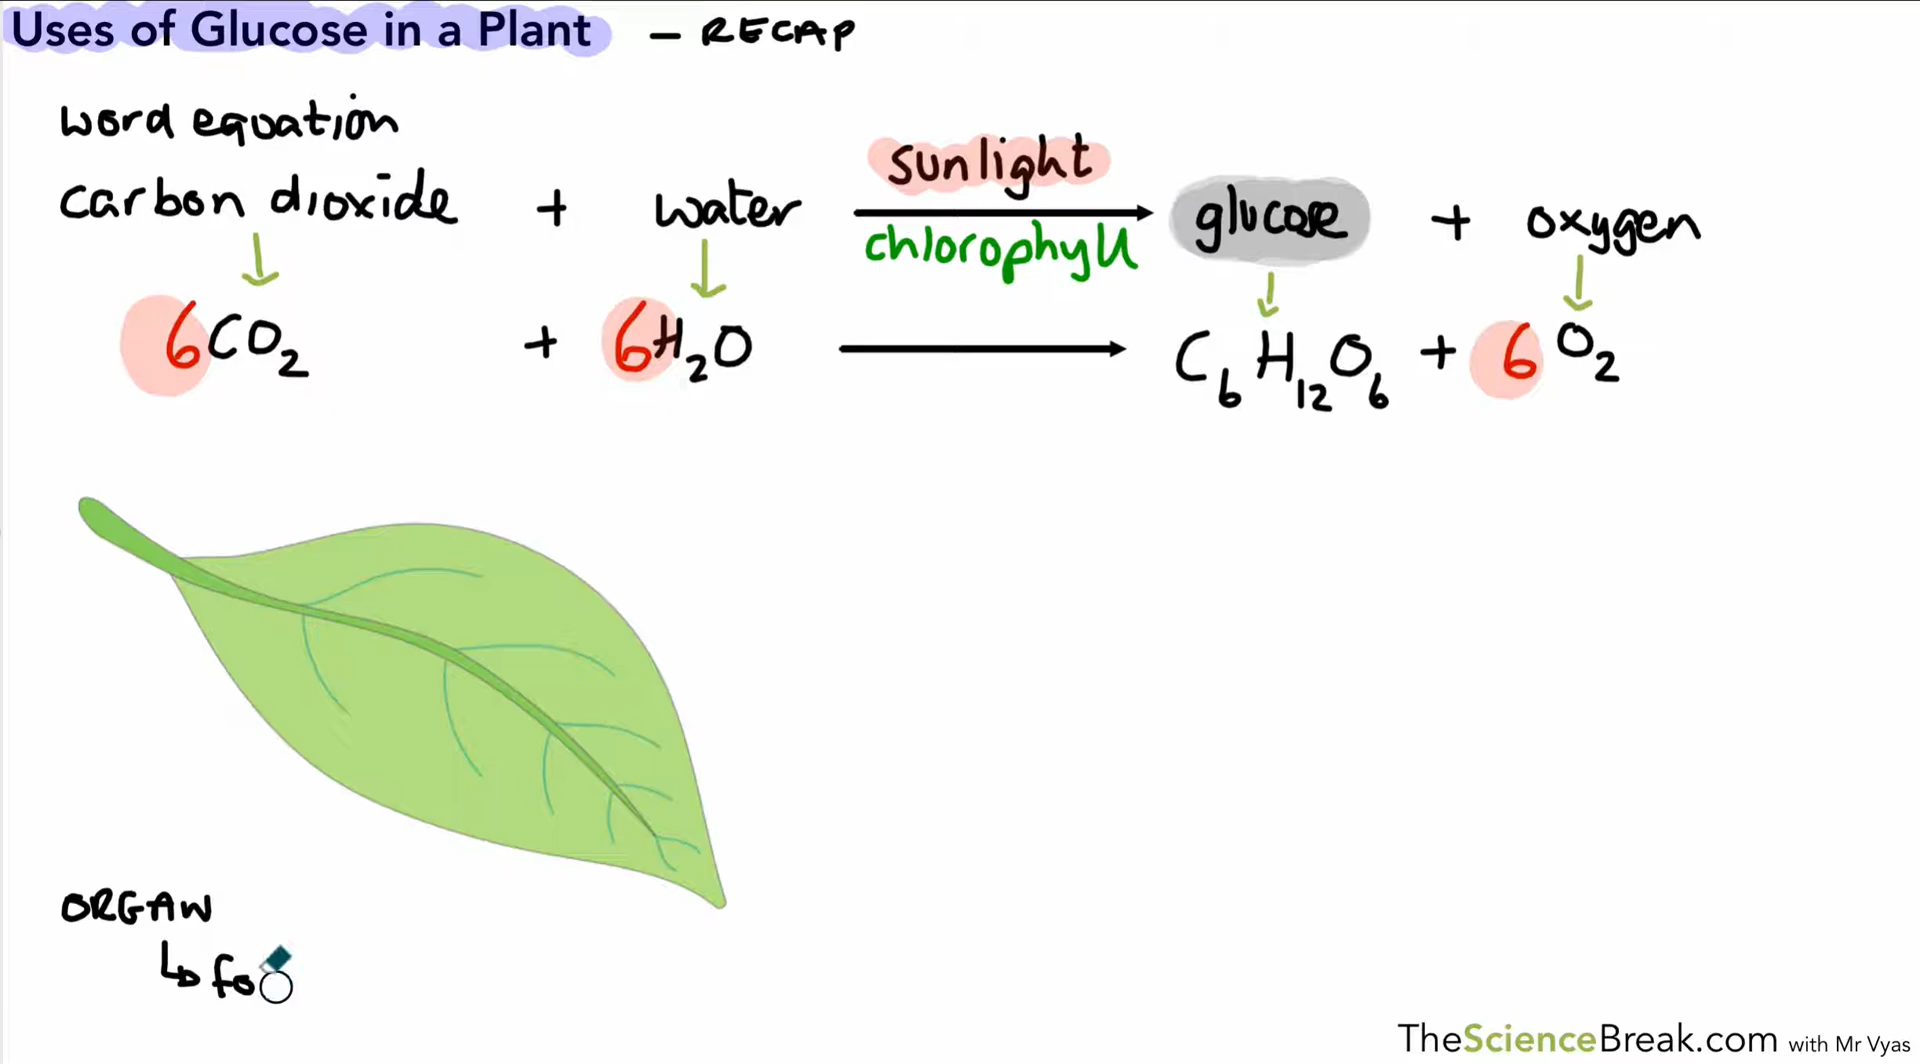 Uses of Glucose in a Plant — RECAP
word equation
carbon dioxide + water sunlight chlorophyll glucose + oxygen
6CO₂ + 6H₂O → C₆H₁₂O₆ + 6O₂
ORGAN
↳ fo
TheScienceBreak.com with Mr Vyas